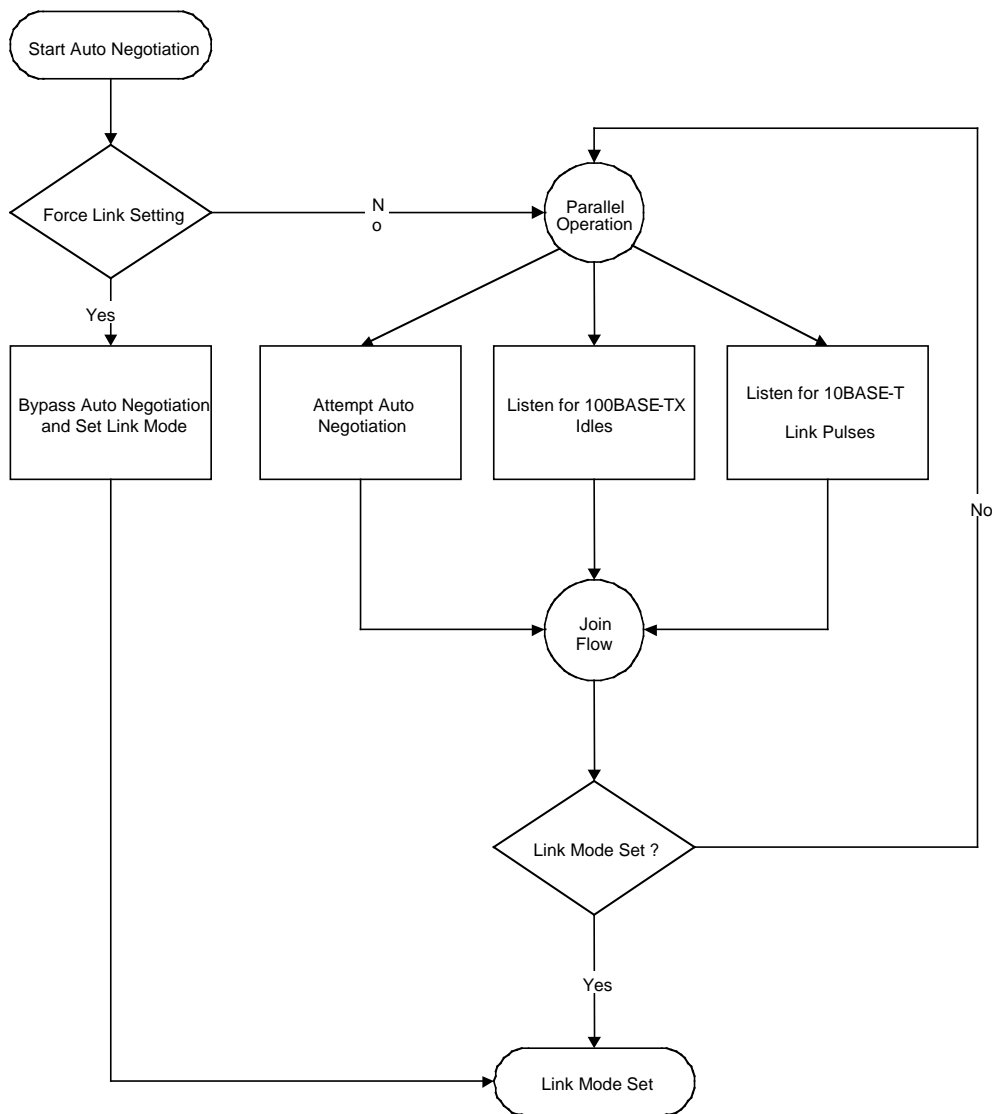 Start Auto Negotiation
Force Link Setting
N
o
Parallel
Operation
Yes
Bypass Auto Negotiation
and Set Link Mode
Attempt Auto
Negotiation
Listen for 100BASE-TX
Idles
Listen for 10BASE-T
Link Pulses
No
Join
Flow
Link Mode Set ?
Yes
Link Mode Set